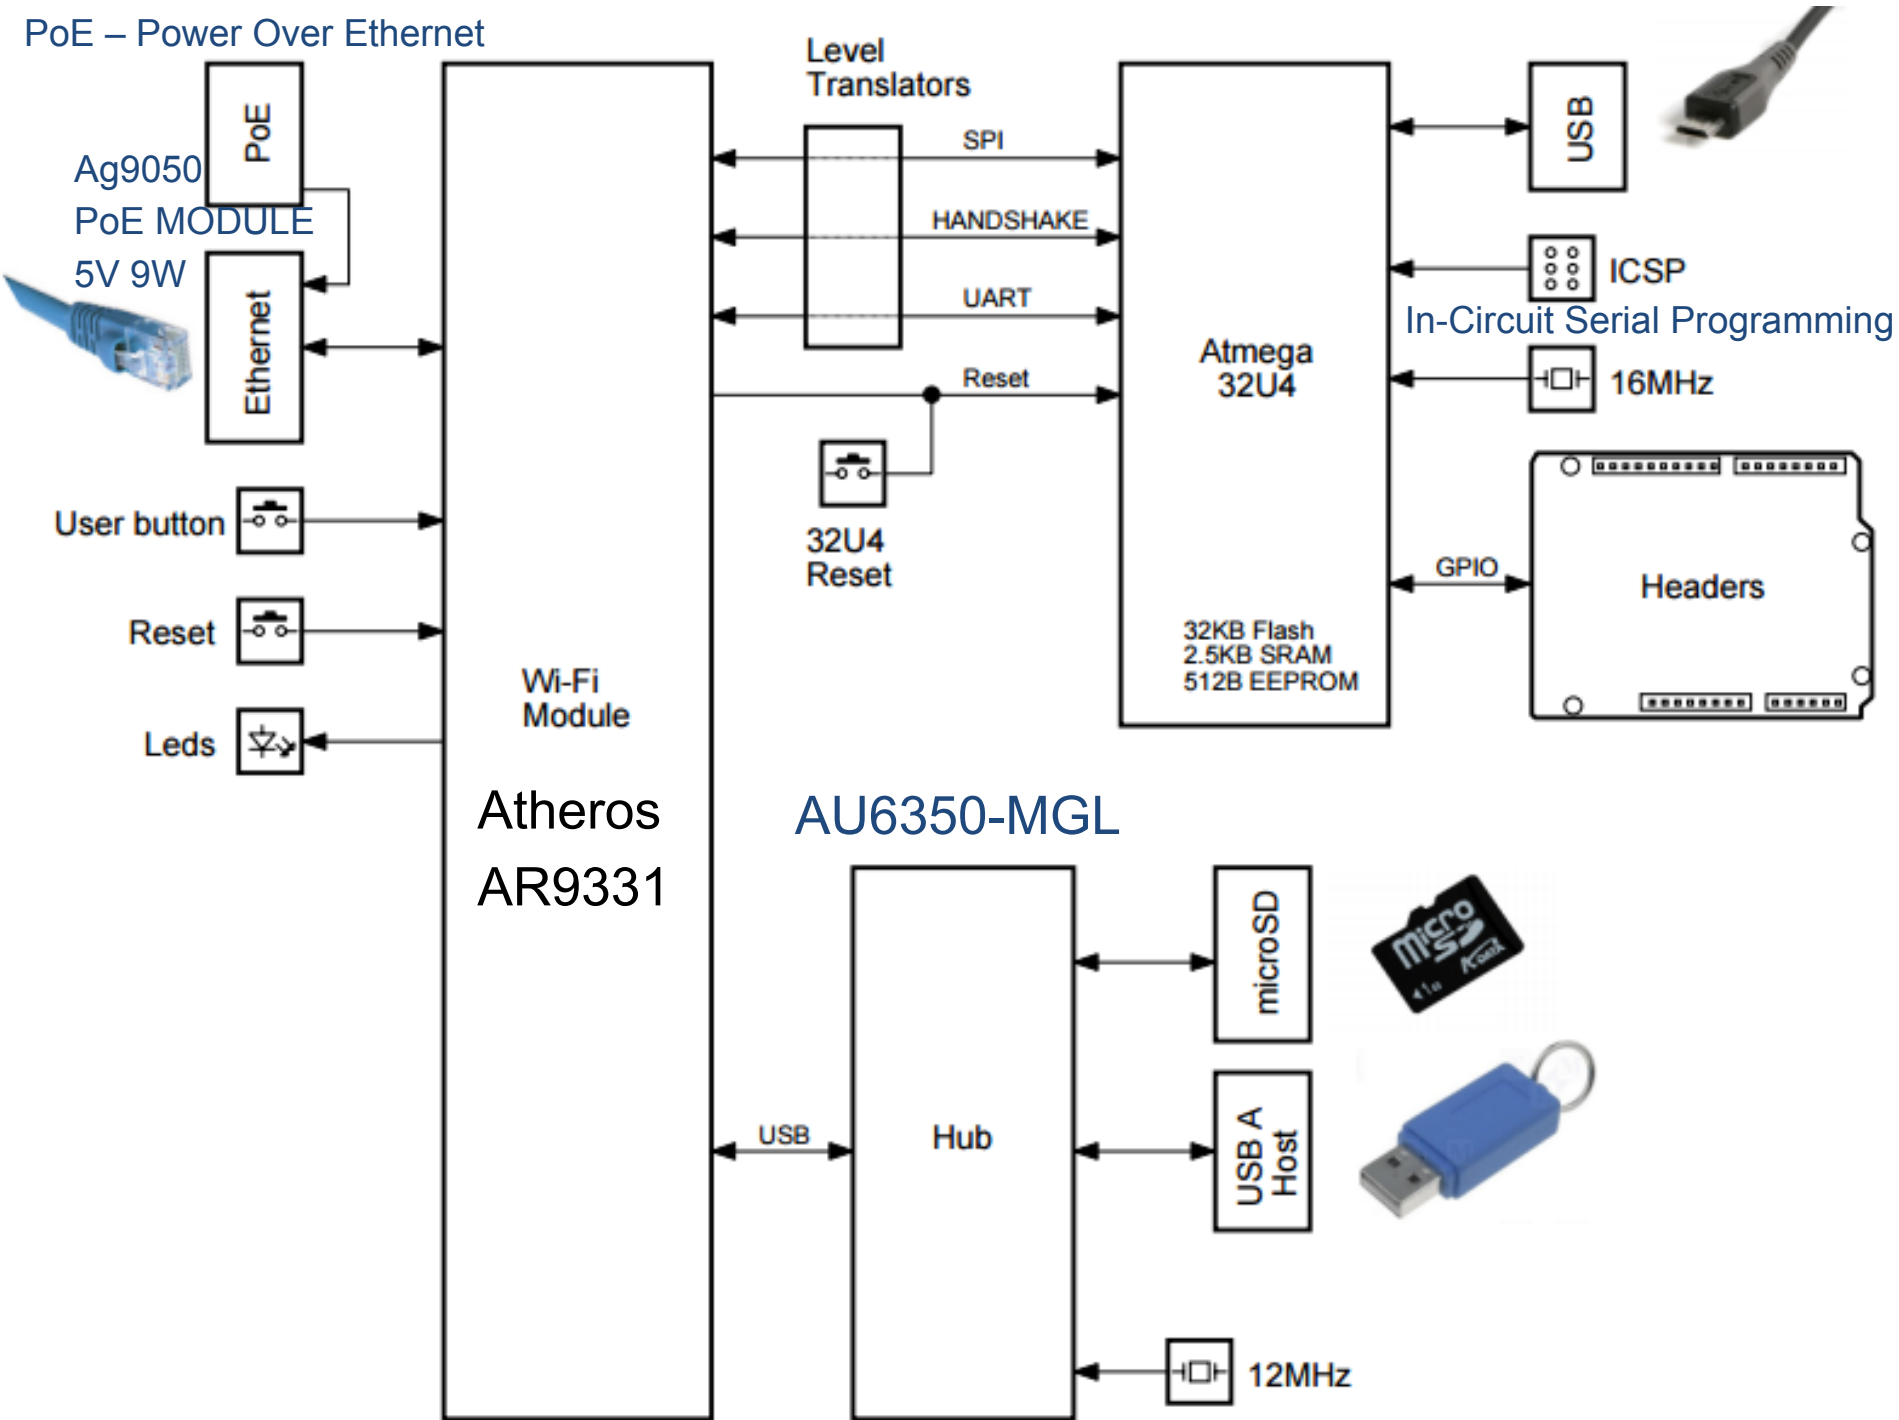 PoE – Power Over Ethernet
PoE
Ag9050
PoE MODULE
5V 9W
Ethernet
User button
Reset
Leds
Wi-Fi
Module
Atheros
AR9331
Level
Translators
SPI
HANDSHAKE
UART
Reset
32U4
Reset
Atmega
32U4
32KB Flash
2.5KB SRAM
512B EEPROM
USB
ICSP
In-Circuit Serial Programming
16MHz
GPIO
Headers
AU6350-MGL
USB
Hub
microSD
micro
USB A
Host
12MHz